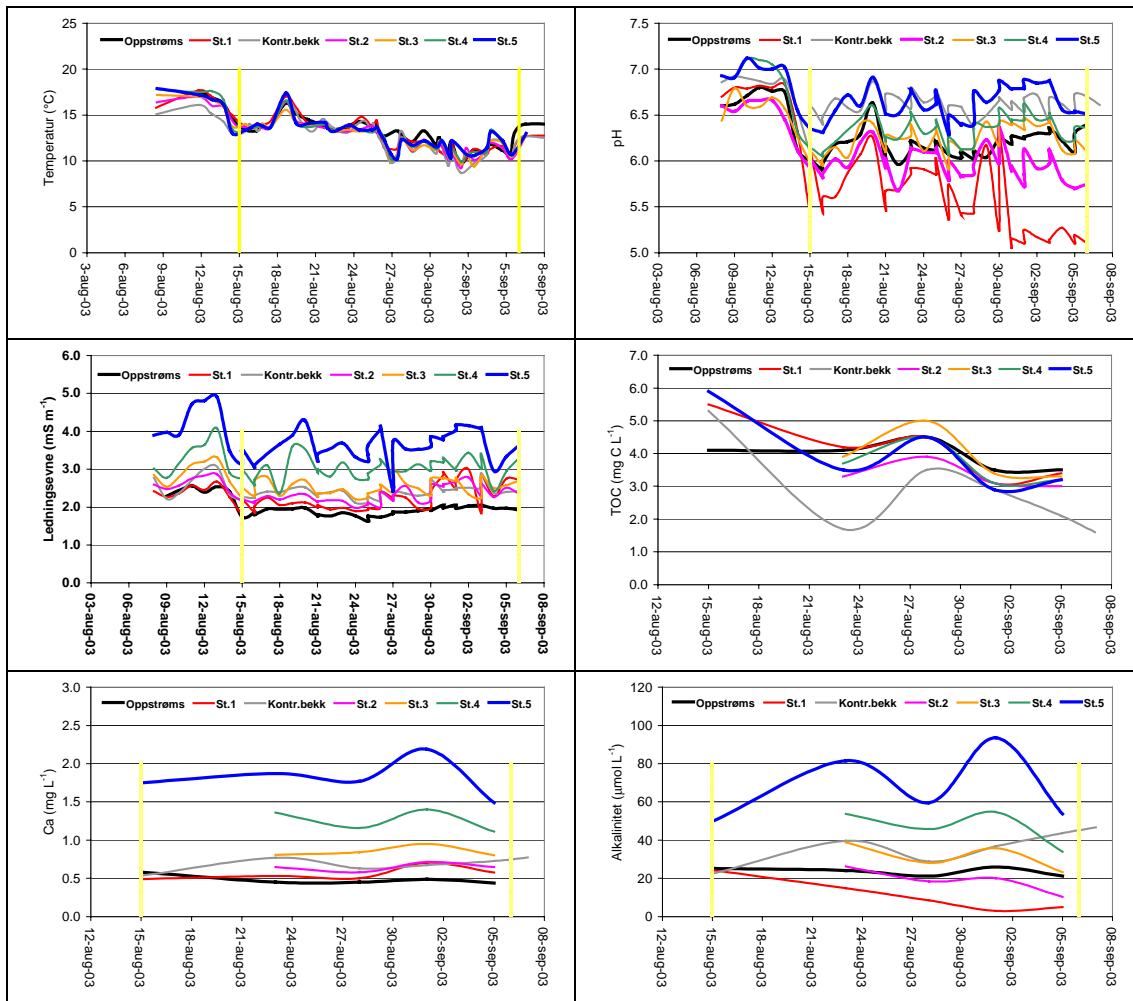 Temperatur (°C)
25
20
15
10
5
0
Oppstrøms St.1 Kontr.bekk St.2 St.3 St.4 St.5
3-aug-03 6-aug-03 9-aug-03 12-aug-03 15-aug-03 18-aug-03 21-aug-03 24-aug-03 27-aug-03 30-aug-03 2-sep-03 5-sep-03 8-sep-03
pH
7.5
7.0
6.5
6.0
5.5
5.0
Oppstrøms St.1 Kontr.bekk St.2 St.3 St.4 St.5
03-aug-03 06-aug-03 09-aug-03 12-aug-03 15-aug-03 18-aug-03 21-aug-03 24-aug-03 27-aug-03 30-aug-03 02-sep-03 05-sep-03 08-sep-03
Ledningsevne (mS m-1)
6.0
5.0
4.0
3.0
2.0
1.0
0.0
Oppstrøms St.1 Kontr.bekk St.2 St.3 St.4 St.5
03-aug-03 06-aug-03 09-aug-03 12-aug-03 15-aug-03 18-aug-03 21-aug-03 24-aug-03 27-aug-03 30-aug-03 02-sep-03 05-sep-03 08-sep-03
TOC (mg C L-1)
7.0
6.0
5.0
4.0
3.0
2.0
1.0
0.0
Oppstrøms St.1 Kontr.bekk St.2 St.3 St.4 St.5
12-aug-03 15-aug-03 18-aug-03 21-aug-03 24-aug-03 27-aug-03 30-aug-03 02-sep-03 05-sep-03 08-sep-03
Ca (mg L-1)
3.0
2.5
2.0
1.5
1.0
0.5
0.0
Oppstrøms St.1 Kontr.bekk St.2 St.3 St.4 St.5
12-aug-03 15-aug-03 18-aug-03 21-aug-03 24-aug-03 27-aug-03 30-aug-03 02-sep-03 05-sep-03 08-sep-03
Alkalinitet (µmol L-1)
120
100
80
60
40
20
0
Oppstrøms St.1 Kontr.bekk St.2 St.3 St.4 St.5
12-aug-03 15-aug-03 18-aug-03 21-aug-03 24-aug-03 27-aug-03 30-aug-03 02-sep-03 05-sep-03 08-sep-03